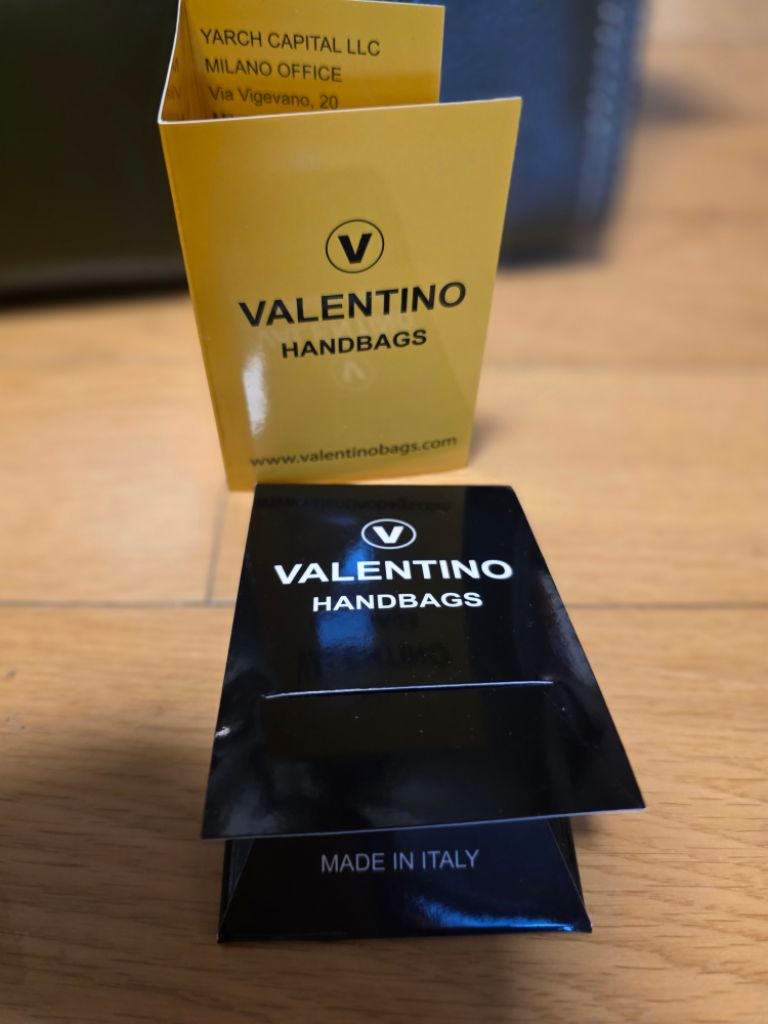 YARCH CAPITAL LLC
MILANO OFFICE
Via Vigevano, 20
V
VALENTINO
HANDBAGS
www.valentinobags.com
V
VALENTINO
HANDBAGS
MADE IN ITALY